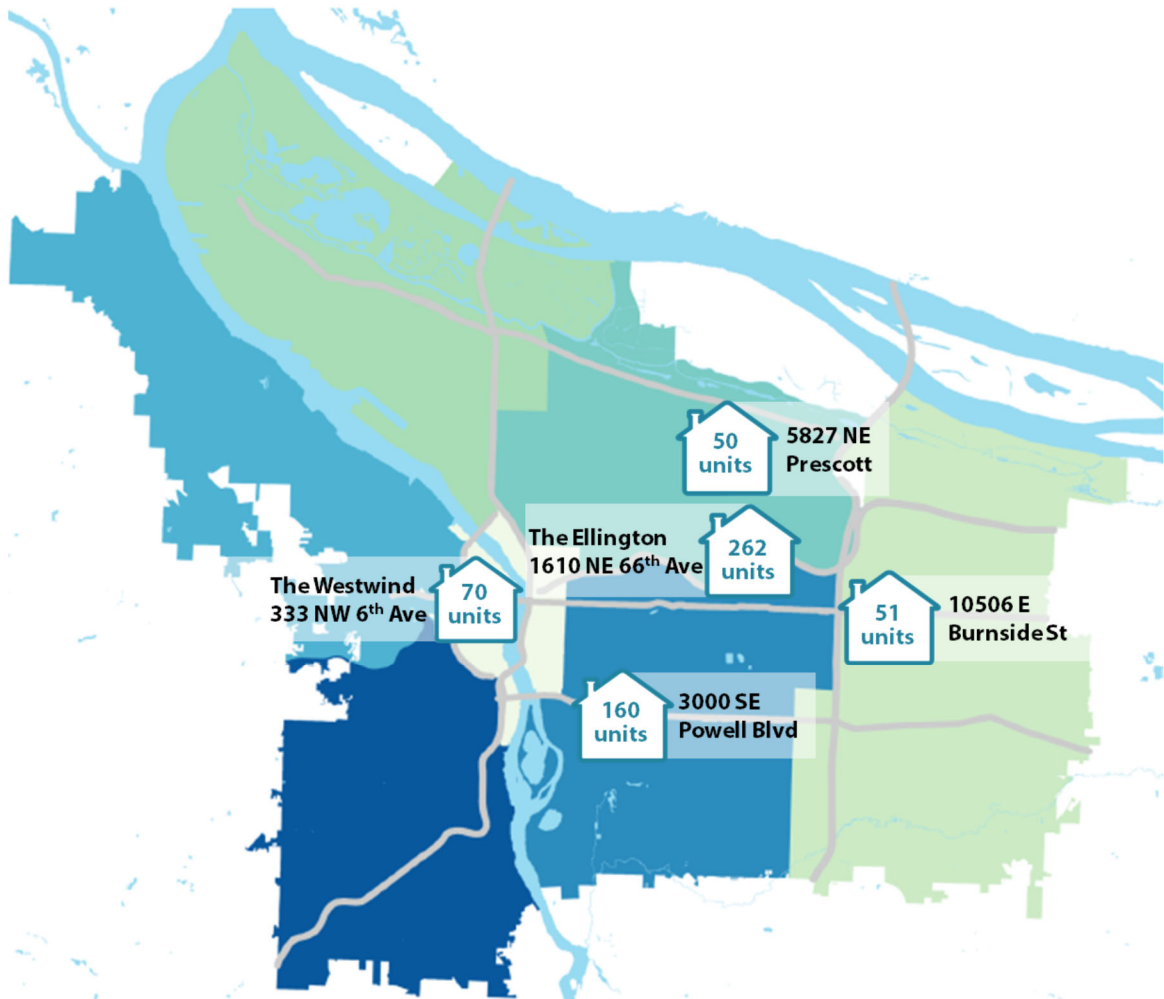 50
units
5827 NE
Prescott
The Ellington
1610 NE 66th Ave
262
units
The Westwind
333 NW 6th Ave
70
units
51
units
10506 E
Burnside St
160
units
3000 SE
Powell Blvd